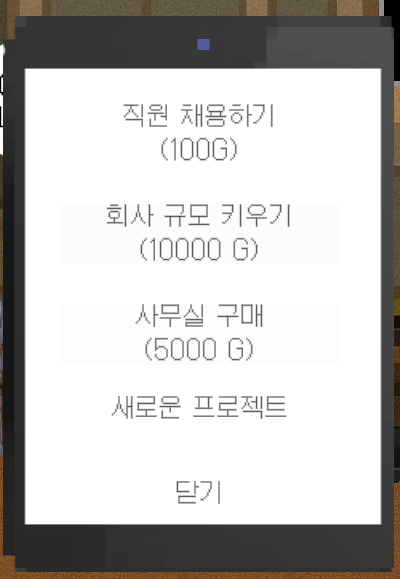 직원 채용하기
(100G)
회사 규모 키우기
(10000 G)
사무실 구매
(5000 G)
새로운 프로젝트
닫기